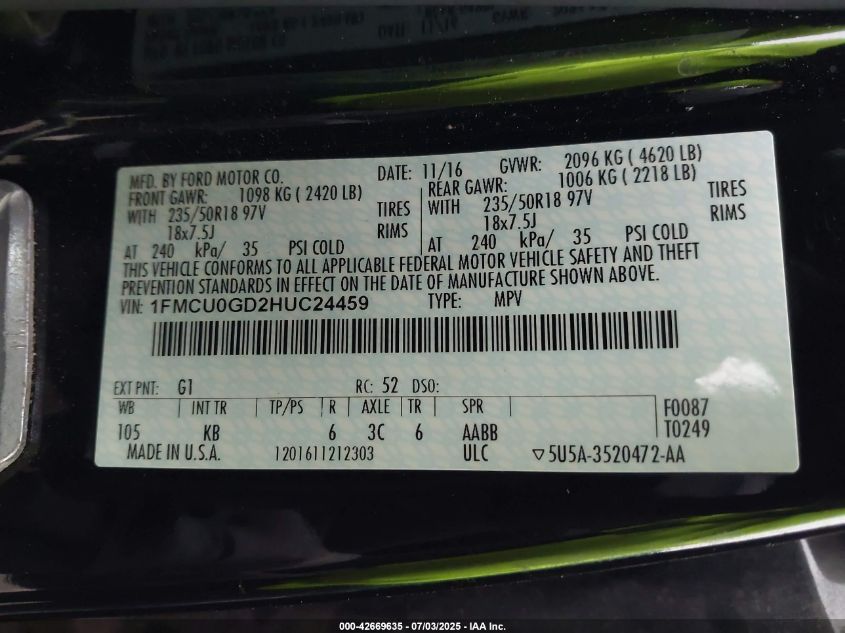 MFD. BY FORD MOTOR CO. DATE: 11/16 GVWR: 2096 KG ( 4620 LB)
FRONT GAWR: 1098 KG ( 2420 LB) REAR GAWR: 1006 KG ( 2218 LB)
WITH 235/50R18 97V TIRES WITH 235/50R18 97V TIRES
18x7.5J RIMS 18x7.5J RIMS
AT 240 kPa/ 35 PSI COLD AT 240 kPa/ 35 PSI COLD
THIS VEHICLE CONFORMS TO ALL APPLICABLE FEDERAL MOTOR VEHICLE SAFETY AND THEFT
PREVENTION STANDARDS IN EFFECT ON THE DATE OF MANUFACTURE SHOWN ABOVE.
VIN: 1FMCU0GD2HUC24459 TYPE: MPV
EXT PNT: G1 RC: 52 DSO:
WB INT TR TP/PS R AXLE TR SPR F0087
105 KB 6 3C 6 AABB T0249
MADE IN U.S.A. 1201611212303 ULC ▽5U5A-3520472-AA
000-42669635 - 07/03/2025 - IAA Inc.